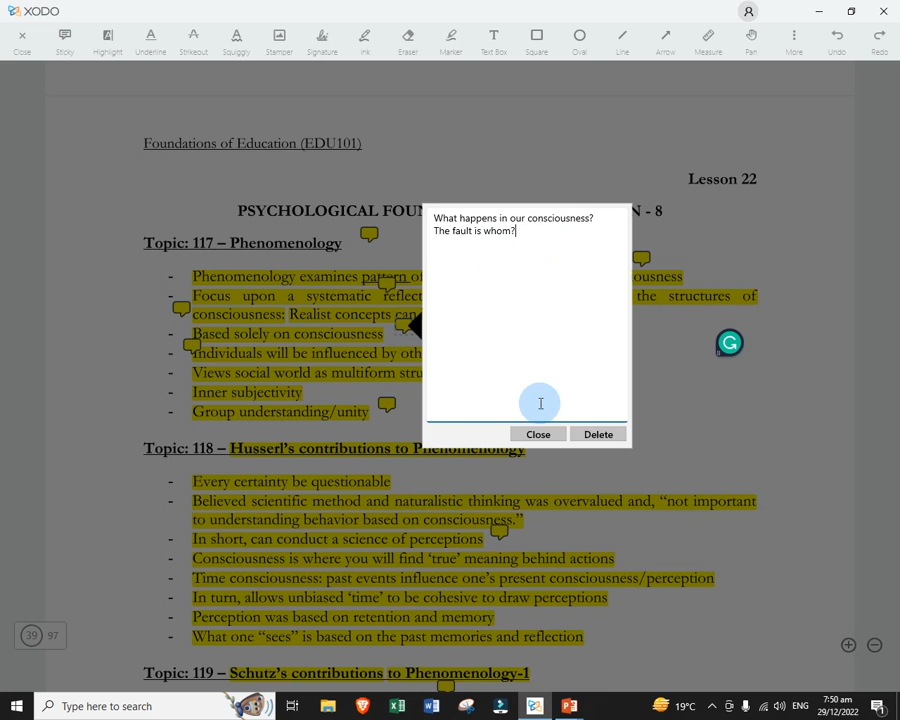 XODO
Close
Sticky
Highlight
Underline
Strikeout
Squiggly
Stamper
Signature
Ink
Eraser
Marker
Text Box
Square
Oval
Line
Arrow
Measure
Pan
More
Undo
Redo
Foundations of Education (EDU101)
Lesson 22
PSYCHOLOGICAL FOU N - 8
What happens in our consciousness?
The fault is whom?
Close
Delete
Topic: 117 – Phenomenology
- Phenomenology examines pattern of ousness
- Focus upon a systematic reflect the structures of
consciousness: Realist concepts can
- Based solely on consciousness
- Individuals will be influenced by oth
- Views social world as multiform stru
- Inner subjectivity
- Group understanding/unity
Topic: 118 – Husserl's contributions to Phenomenology
- Every certainty be questionable
- Believed scientific method and naturalistic thinking was overvalued and, "not important
to understanding behavior based on consciousness."
- In short, can conduct a science of perceptions
- Consciousness is where you will find 'true' meaning behind actions
- Time consciousness: past events influence one's present consciousness/perception
- In turn, allows unbiased 'time' to be cohesive to draw perceptions
- Perception was based on retention and memory
- What one "sees" is based on the past memories and reflection
39 97
Topic: 119 – Schutz's contributions to Phenomenology-1
Type here to search
19°C
ENG
7:50 am
29/12/2022
1